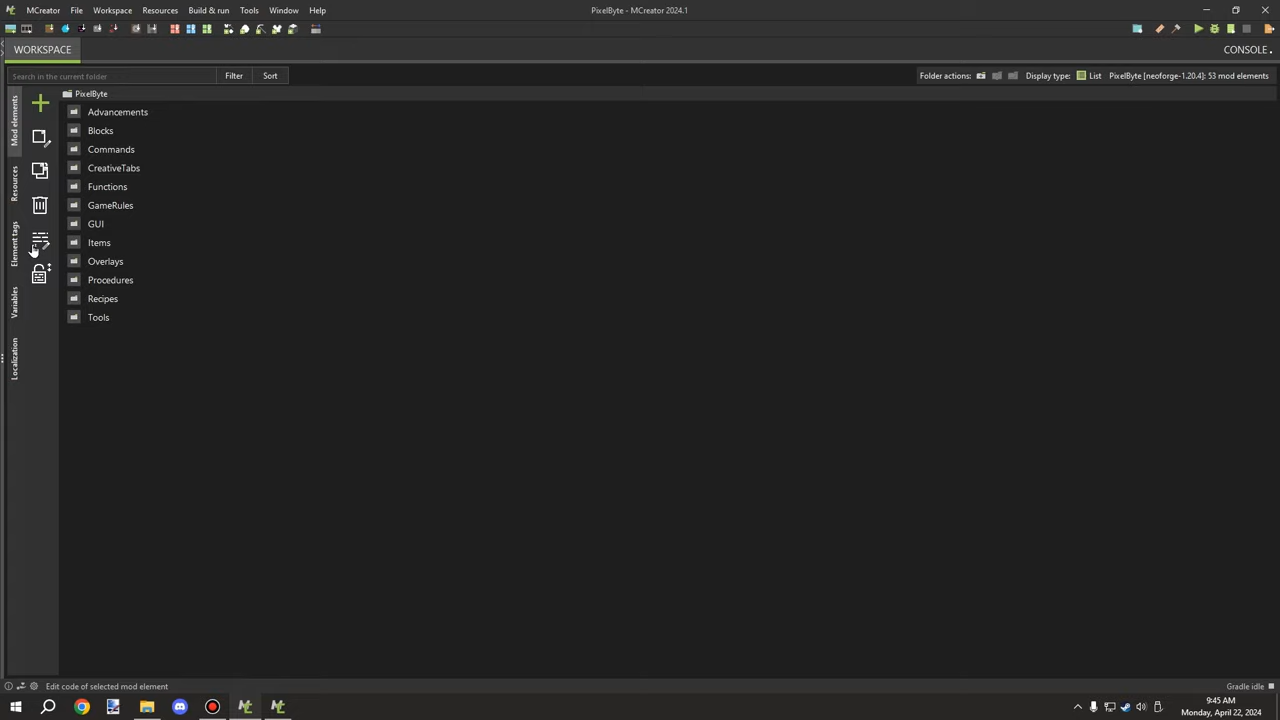 MCreator File Workspace Resources Build & run Tools Window Help PixelByte - MCreator 2024.1
WORKSPACE CONSOLE
Search in the current folder Filter Sort Folder actions: Display type: List PixelByte [neoforge-1.20.4]: 53 mod elements
PixelByte
Advancements
Blocks
Commands
CreativeTabs
Functions
GameRules
GUI
Items
Overlays
Procedures
Recipes
Tools
Mod elements
Resources
Element tags
Variables
Localization
Edit code of selected mod element Gradle idle
9:45 AM
Monday, April 22, 2024